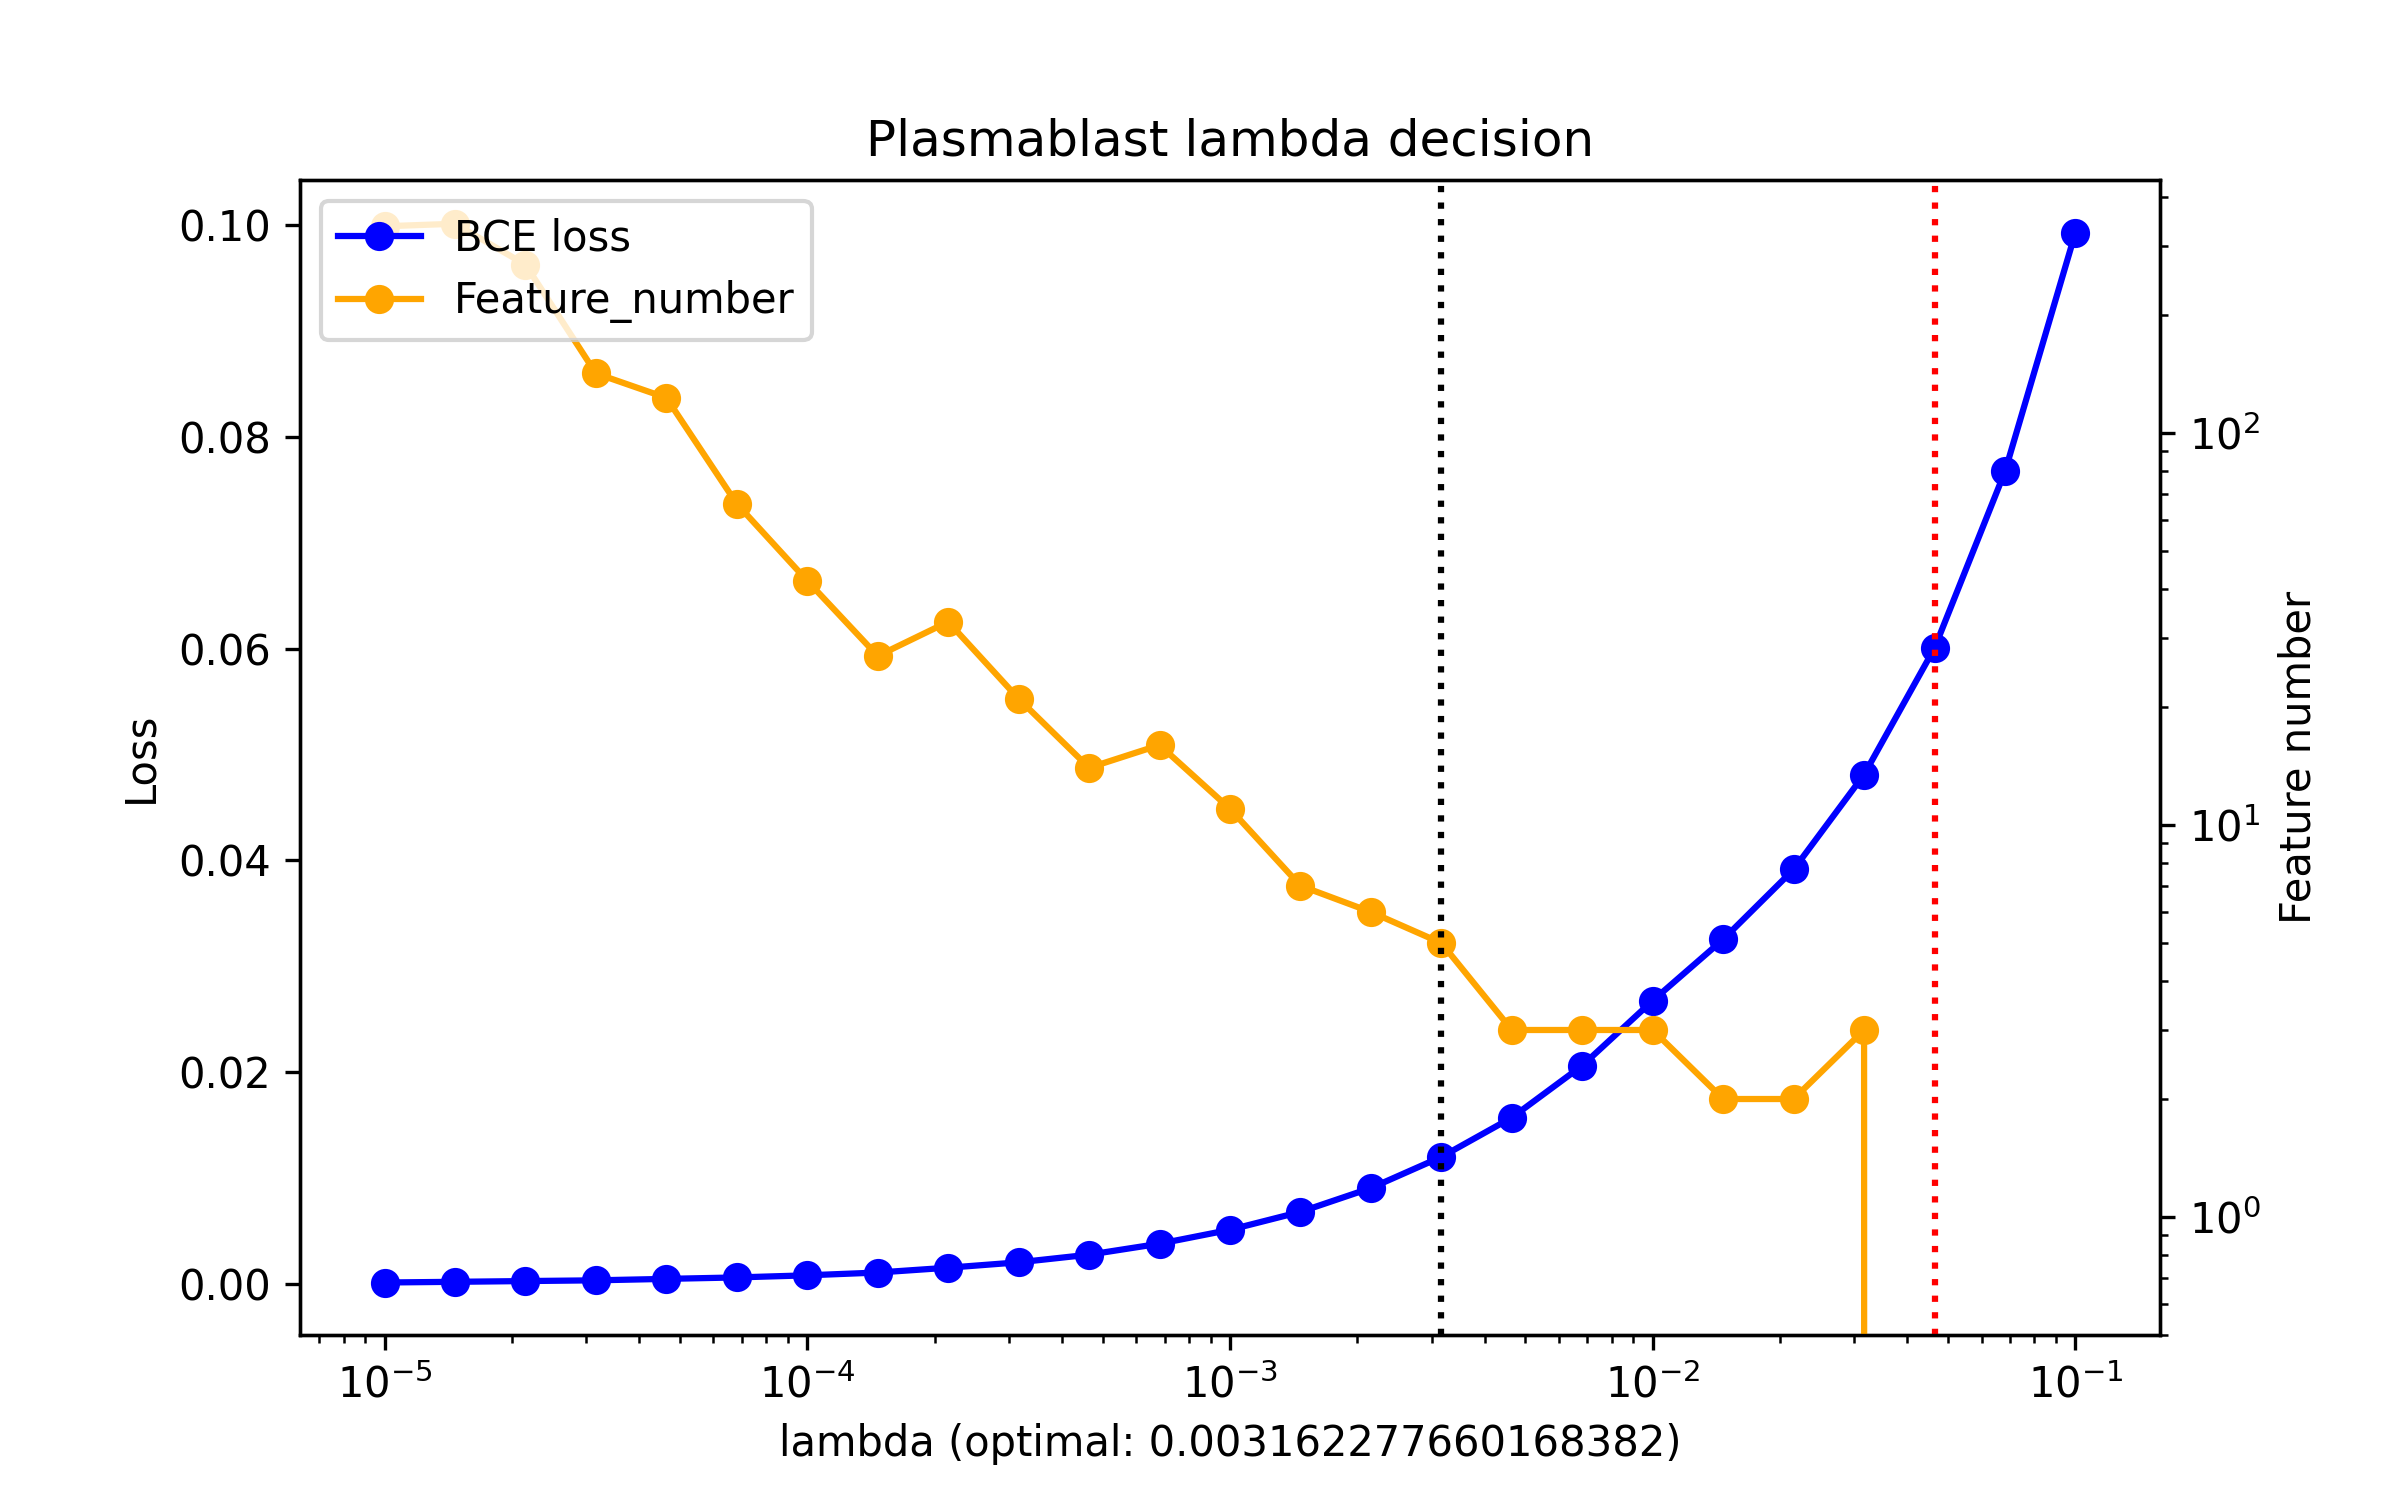 Plasmablast lambda decision
BCE loss
Feature_number
0.10
0.08
0.06
0.04
0.02
0.00
Loss
10²
10¹
10⁰
Feature number
10⁻⁵ 10⁻⁴ 10⁻³ 10⁻² 10⁻¹
lambda (optimal: 0.003162277660168382)